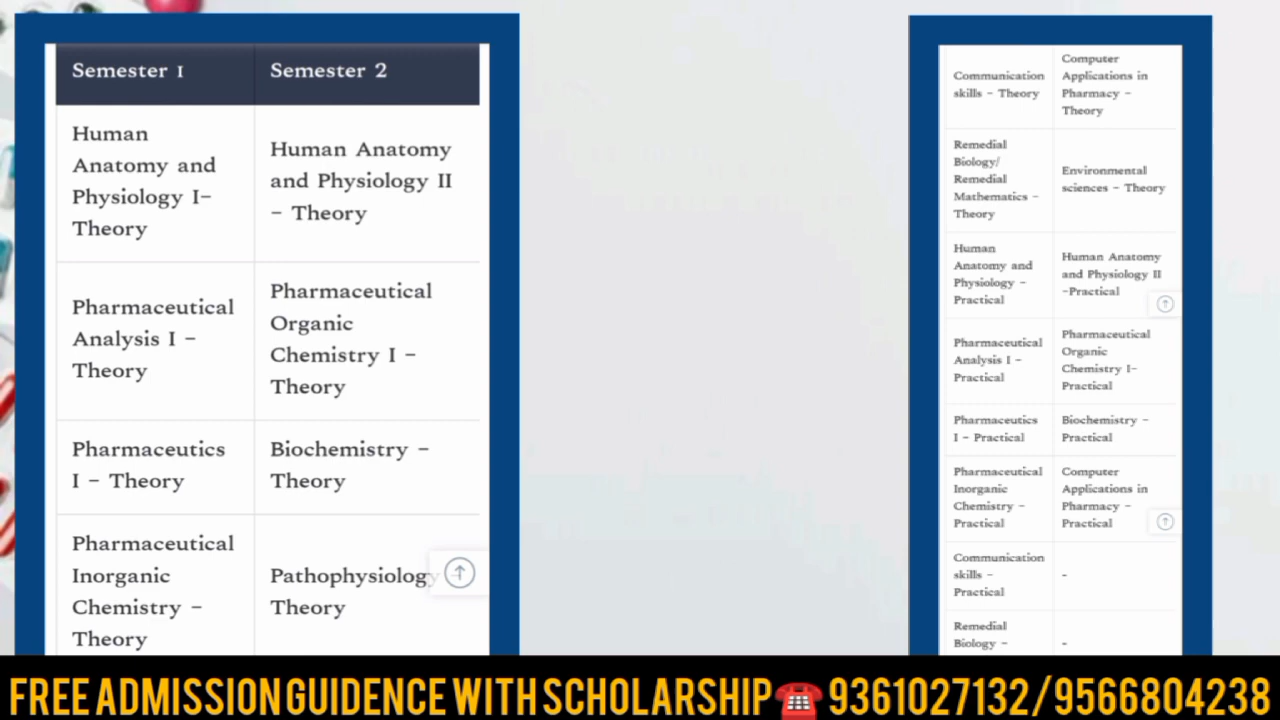 Semester 1
Semester 2
Human
Anatomy and
Physiology I–
Theory
Human Anatomy
and Physiology II
– Theory
Pharmaceutical
Analysis I –
Theory
Pharmaceutical
Organic
Chemistry I –
Theory
Pharmaceutics
I – Theory
Biochemistry –
Theory
Pharmaceutical
Inorganic
Chemistry –
Theory
Pathophysiology
Theory
Communication
skills – Theory
Computer
Applications in
Pharmacy –
Theory
Remedial
Biology/
Remedial
Mathematics –
Theory
Environmental
sciences – Theory
Human
Anatomy and
Physiology –
Practical
Human Anatomy
and Physiology II
–Practical
Pharmaceutical
Analysis I –
Practical
Pharmaceutical
Organic
Chemistry I–
Practical
Pharmaceutics
I – Practical
Biochemistry –
Practical
Pharmaceutical
Inorganic
Chemistry –
Practical
Computer
Applications in
Pharmacy –
Practical
Communication
skills –
Practical
-
Remedial
Biology –
-
FREE ADMISSION GUIDENCE WITH SCHOLARSHIP☎️ 9361027132/9566804238